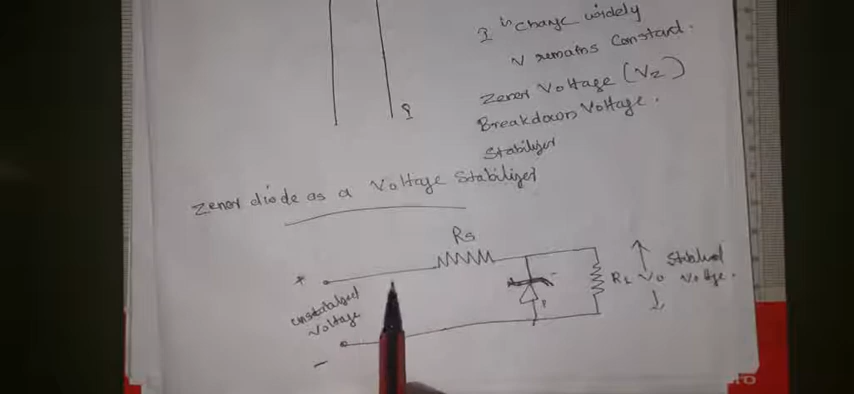 I is change widely
V remains Constant.
Zener Voltage (Vz)
Breakdown Voltage.
Stabilizer
I
Zener diode as a Voltage Stabilizer
Rs
+
unstabilized
Voltage
-
-
RL
Vo
Voltage.